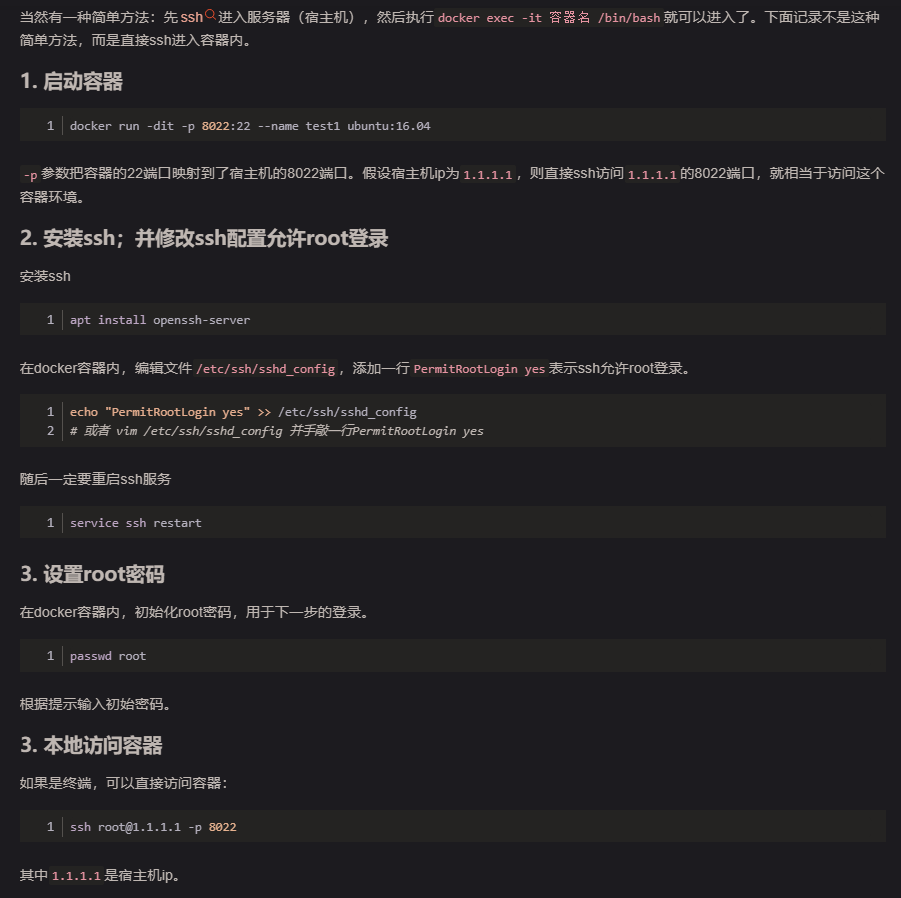 当然有一种简单方法：先ssh进入服务器（宿主机），然后执行 docker exec -it 容器名 /bin/bash 就可以进入了。下面记录不是这种
简单方法，而是直接ssh进入容器内。
1. 启动容器
1 docker run -dit -p 8022:22 --name test1 ubuntu:16.04
-p 参数把容器的22端口映射到了宿主机的8022端口。假设宿主机ip为 1.1.1.1 ，则直接ssh访问 1.1.1.1 的8022端口，就相当于访问这个
容器环境。
2. 安装ssh；并修改ssh配置允许root登录
安装ssh
1 apt install openssh-server
在docker容器内，编辑文件 /etc/ssh/sshd_config ，添加一行 PermitRootLogin yes 表示ssh允许root登录。
1 echo "PermitRootLogin yes" >> /etc/ssh/sshd_config
2 # 或者 vim /etc/ssh/sshd_config 并手敲一行PermitRootLogin yes
随后一定要重启ssh服务
1 service ssh restart
3. 设置root密码
在docker容器内，初始化root密码，用于下一步的登录。
1 passwd root
根据提示输入初始密码。
3. 本地访问容器
如果是终端，可以直接访问容器：
1 ssh root@1.1.1.1 -p 8022
其中 1.1.1.1 是宿主机ip。